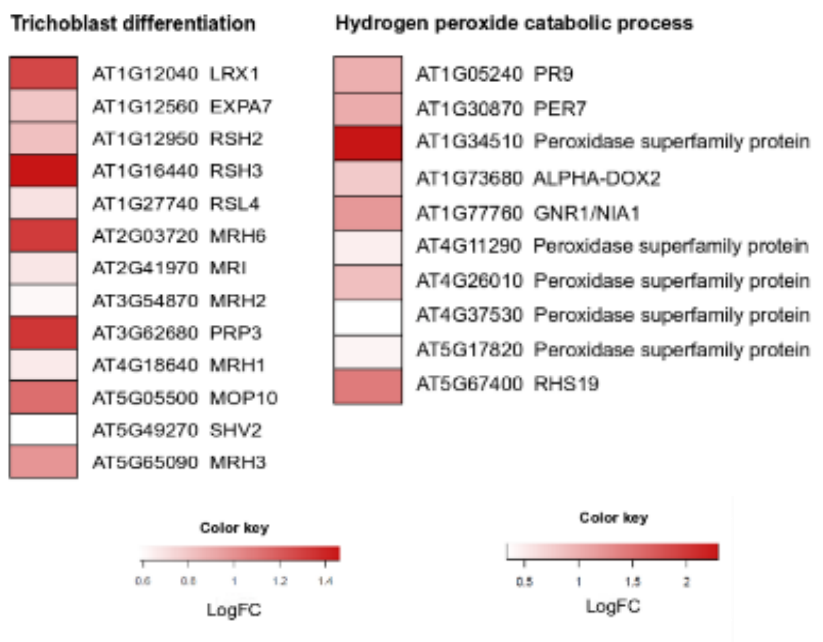 Trichoblast differentiation
AT1G12040 LRX1
AT1G12560 EXPA7
AT1G12950 RSH2
AT1G16440 RSH3
AT1G27740 RSL4
AT2G03720 MRH6
AT2G41970 MRI
AT3G54870 MRH2
AT3G62680 PRP3
AT4G18640 MRH1
AT5G05500 MOP10
AT5G49270 SHV2
AT5G65090 MRH3
Color key
0.6 0.8 1 1.2 1.4
LogFC
Hydrogen peroxide catabolic process
AT1G05240 PR9
AT1G30870 PER7
AT1G34510 Peroxidase superfamily protein
AT1G73680 ALPHA-DOX2
AT1G77760 GNR1/NIA1
AT4G11290 Peroxidase superfamily protein
AT4G26010 Peroxidase superfamily protein
AT4G37530 Peroxidase superfamily protein
AT5G17820 Peroxidase superfamily protein
AT5G67400 RHS19
Color key
0.5 1 1.5 2
LogFC